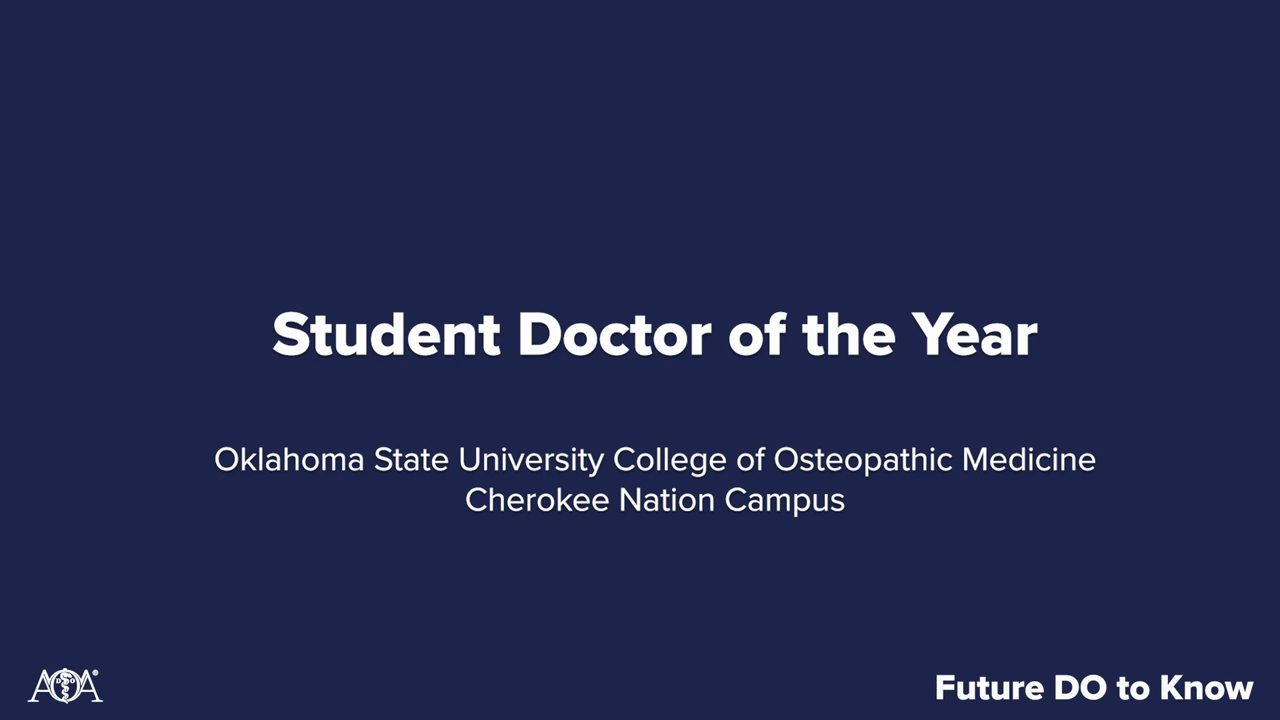 Student Doctor of the Year
Oklahoma State University College of Osteopathic Medicine
Cherokee Nation Campus
AOA®
DO
Future DO to Know